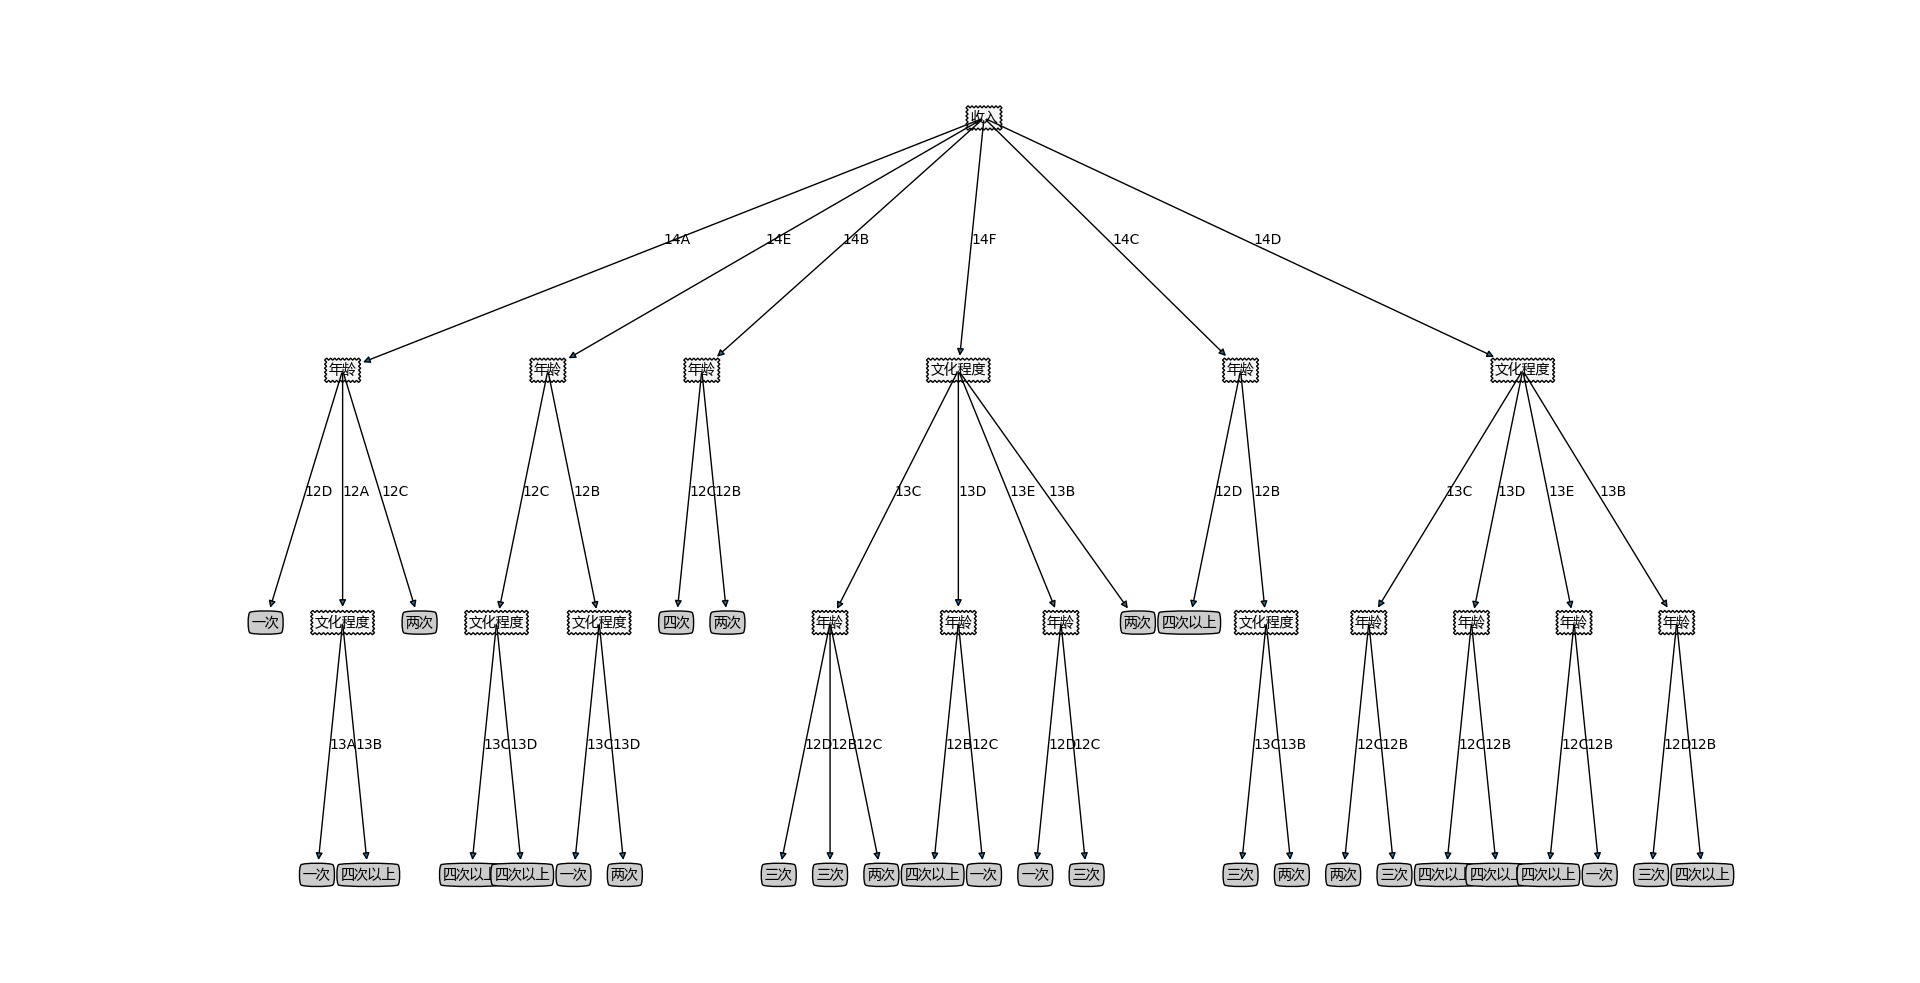 收入
14A 14E 14B 14F 14C 14D
年龄 年龄 年龄 文化程度 年龄 文化程度
12D 12A 12C 12C 12B 12C 12B 13C 13D 13E 13B 12D 12B 13C 13D 13E 13B
一次 文化程度 两次 文化程度 文化程度 四次 两次 年龄 年龄 年龄 两次 四次以上 文化程度 年龄 年龄 年龄 年龄
13A 13B 13C 13D 13C 13D 12D 12B 12C 12B 12C 12D 12C 13C 13B 12C 12B 12C 12B 12C 12B 12D 12B
一次 四次以上 四次以上 四次以上 一次 两次 三次 三次 两次 四次以上 一次 一次 三次 三次 两次 两次 三次 四次以上 四次以上 四次以上 一次 三次 四次以上